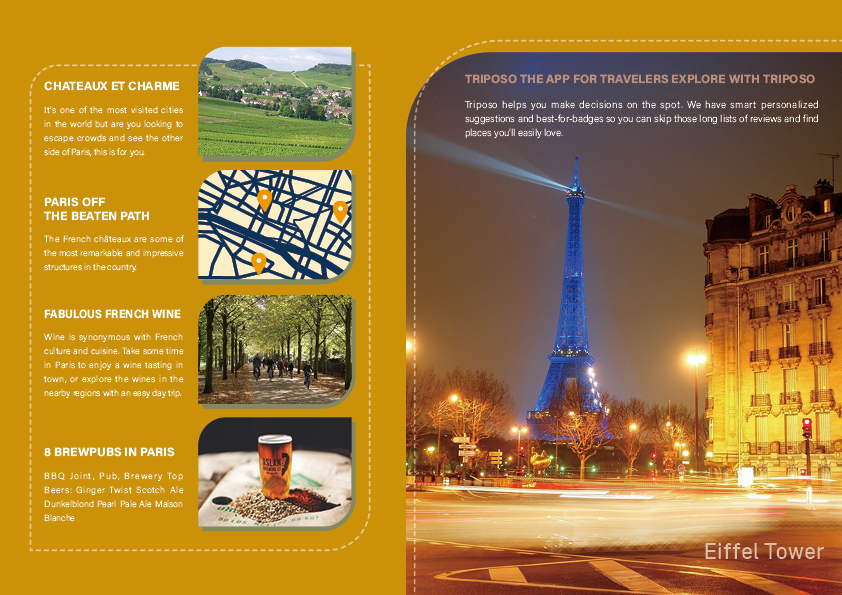 CHATEAUX ET CHARME
It's one of the most visited cities
in the world but are you looking to
escape crowds and see the other
side of Paris, this is for you.
PARIS OFF
THE BEATEN PATH
The French châteaux are some of
the most remarkable and impressive
structures in the country.
FABULOUS FRENCH WINE
Wine is synonymous with French
culture and cuisine. Take some time
in Paris to enjoy a wine tasting in
town, or explore the wines in the
nearby regions with an easy day trip.
8 BREWPUBS IN PARIS
BBQ Joint, Pub, Brewery Top
Beers: Ginger Twist Scotch Ale
Dunkelblond Pearl Pale Ale Maison
Blanche
TRIPOSO THE APP FOR TRAVELERS EXPLORE WITH TRIPOSO
Triposo helps you make decisions on the spot. We have smart personalized
suggestions and best-for-badges so you can skip those long lists of reviews and find
places you'll easily love.
Eiffel Tower